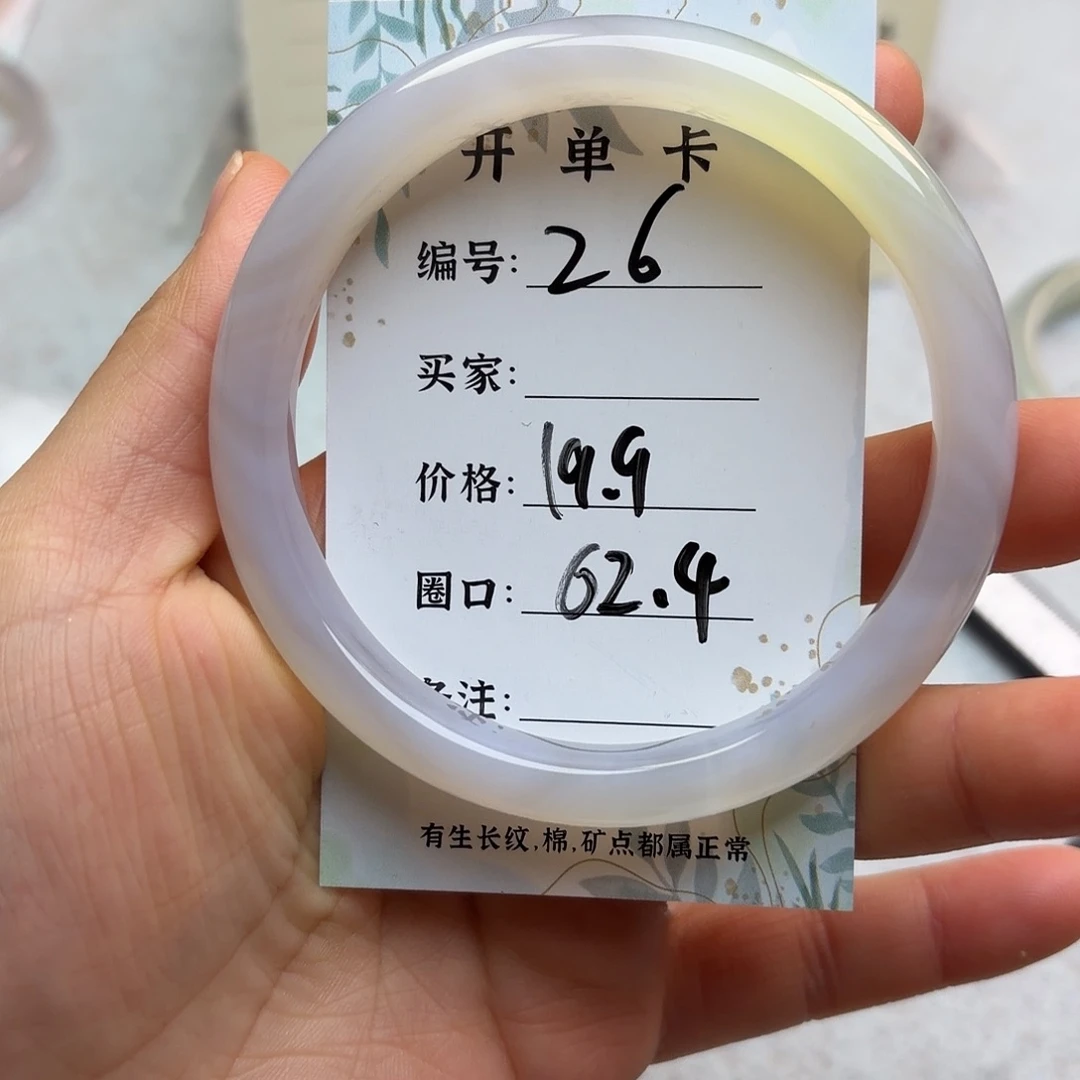 开单卡
编号: 26
买家:
价格: 19.9
圈口: 62.4
备注:
有生长纹,棉,矿点都属正常